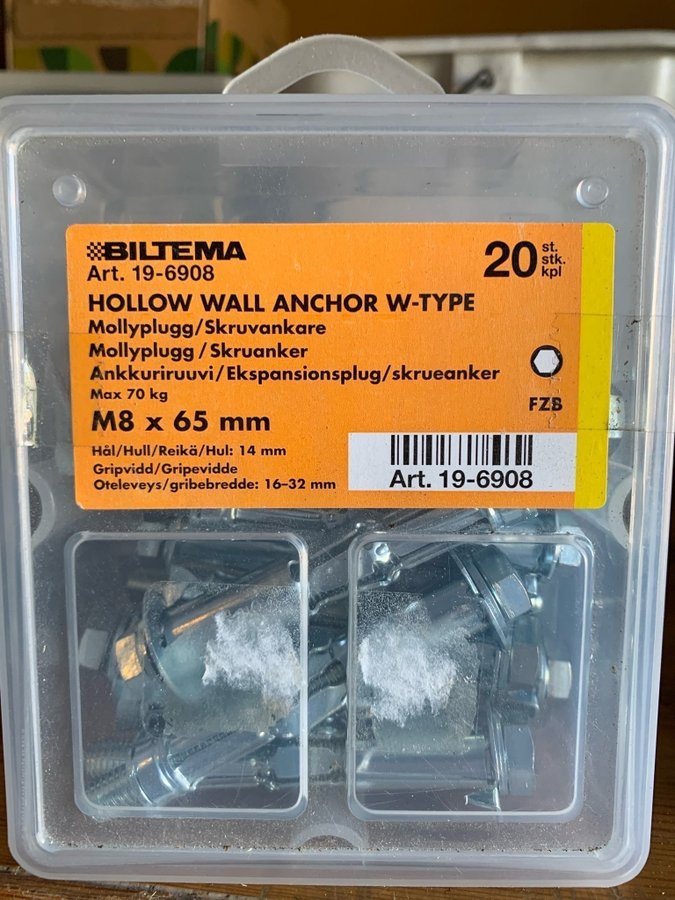 BILTEMA
Art. 19-6908
20 st. stk. kpl
HOLLOW WALL ANCHOR W-TYPE
Mollyplugg/Skruvankare
Mollyplugg / Skruanker
Ankkuriruuvi/Ekspansionsplug/skrueanker
Max 70 kg
FZB
M8 x 65 mm
Hål/Hull/Reikä/Hul: 14 mm
Gripvidd/Gripevidde
Oteleveys/gribebredde: 16–32 mm
Art. 19-6908